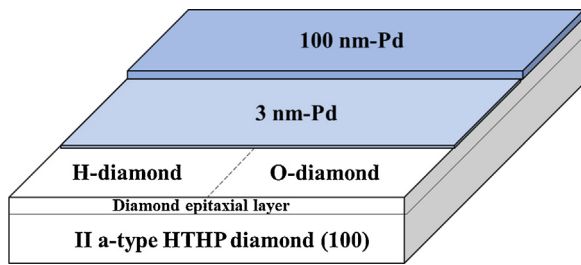 100 nm-Pd
3 nm-Pd
H-diamond O-diamond
Diamond epitaxial layer
II a-type HTHP diamond (100)